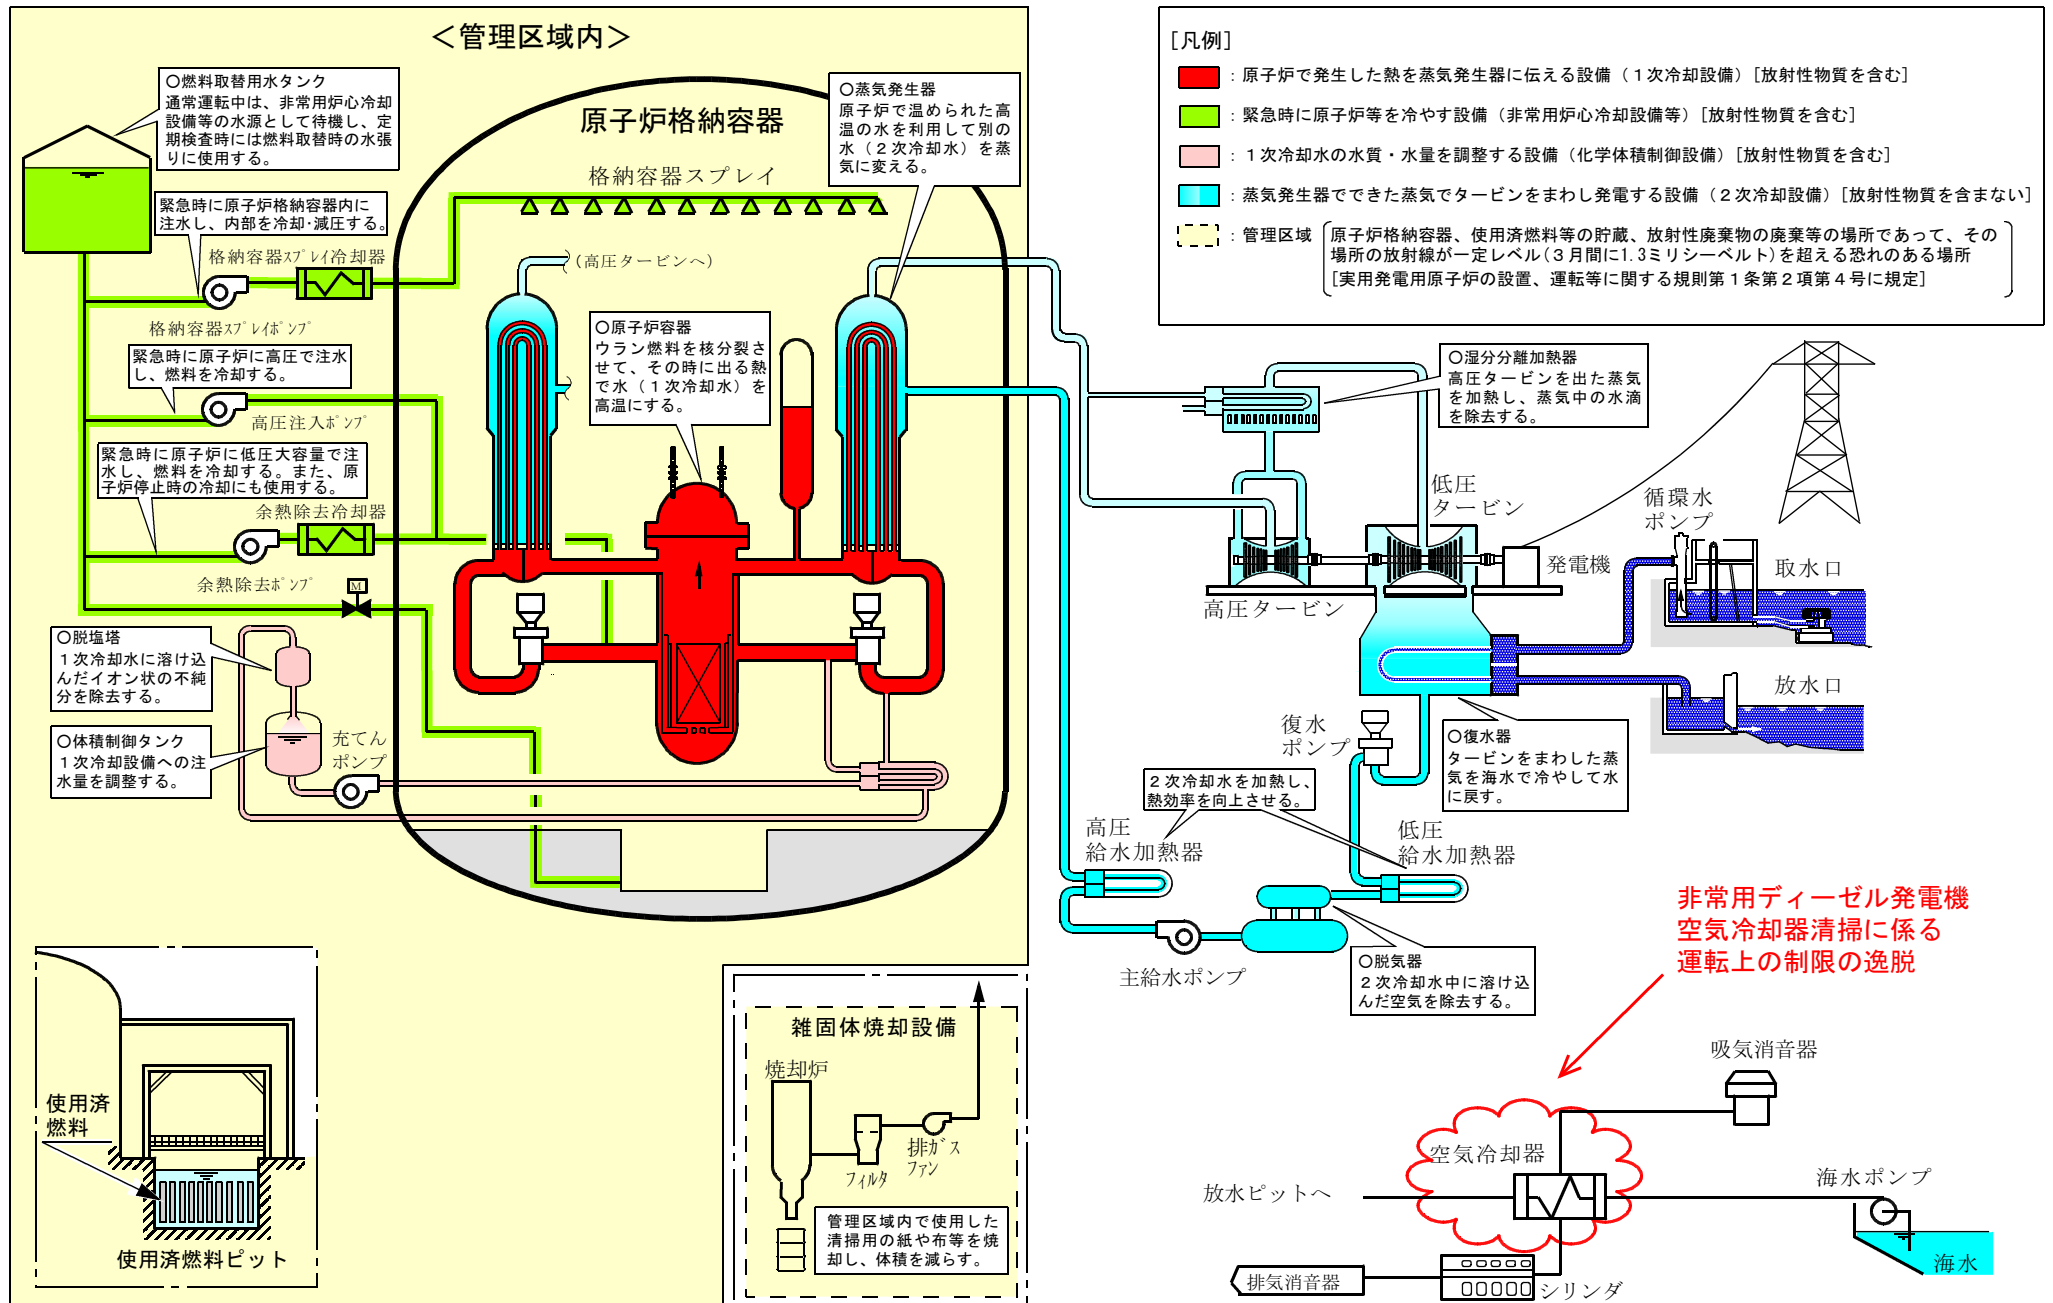 ＜管理区域内＞
○燃料取替用水タンク
通常運転中は、非常用炉心冷却
設備等の水源として待機し、定
期検査時には燃料取替時の水張
りに使用する。
原子炉格納容器
○蒸気発生器
原子炉で温められた高
温の水を利用して別の
水（２次冷却水）を蒸
気に変える。
格納容器スプレイ
緊急時に原子炉格納容器内に
注水し、内部を冷却･減圧する。
格納容器ｽﾌﾟﾚｲ冷却器
（高圧タービンへ）
格納容器ｽﾌﾟﾚｲﾎﾟﾝﾌﾟ
○原子炉容器
ウラン燃料を核分裂さ
せて、その時に出る熱
で水（１次冷却水）を
高温にする。
緊急時に原子炉に高圧で注水
し、燃料を冷却する。
高圧注入ﾎﾟﾝﾌﾟ
緊急時に原子炉に低圧大容量で注
水し、燃料を冷却する。また、原
子炉停止時の冷却にも使用する。
余熱除去冷却器
余熱除去ﾎﾟﾝﾌﾟ
M
○脱塩塔
１次冷却水に溶け込
んだイオン状の不純
分を除去する。
○体積制御タンク
１次冷却設備への注
水量を調整する。
充てん
ポンプ
使用済
燃料
使用済燃料ピット
雑固体焼却設備
焼却炉
フィルタ
排ガス
ファン
管理区域内で使用した
清掃用の紙や布等を焼
却し、体積を減らす。
［凡例］
：原子炉で発生した熱を蒸気発生器に伝える設備（１次冷却設備）［放射性物質を含む］
：緊急時に原子炉等を冷やす設備（非常用炉心冷却設備等）［放射性物質を含む］
：１次冷却水の水質・水量を調整する設備（化学体積制御設備）［放射性物質を含む］
：蒸気発生器でできた蒸気でタービンをまわし発電する設備（２次冷却設備）［放射性物質を含まない］
：管理区域
原子炉格納容器、使用済燃料等の貯蔵、放射性廃棄物の廃棄等の場所であって、その
場所の放射線が一定レベル(３月間に1.3ミリシーベルト)を超える恐れのある場所
［実用発電用原子炉の設置、運転等に関する規則第１条第２項第４号に規定］
○湿分分離加熱器
高圧タービンを出た蒸気
を加熱し、蒸気中の水滴
を除去する。
低圧
タービン
高圧タービン
発電機
循環水
ポンプ
取水口
放水口
復水
ポンプ
○復水器
タービンをまわした蒸
気を海水で冷やして水
に戻す。
２次冷却水を加熱し、
熱効率を向上させる。
高圧
給水加熱器
低圧
給水加熱器
主給水ポンプ
○脱気器
２次冷却水中に溶け込
んだ空気を除去する。
非常用ディーゼル発電機
空気冷却器清掃に係る
運転上の制限の逸脱
吸気消音器
空気冷却器
放水ピットへ
海水ポンプ
海水
排気消音器
シリンダ